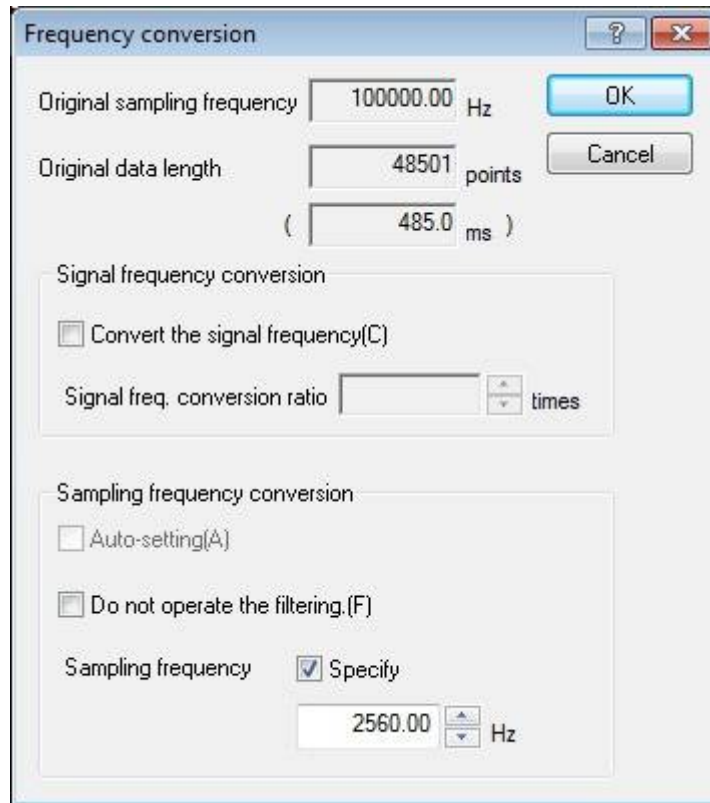 Frequency conversion
Original sampling frequency 100000.00 Hz OK
Original data length 48501 points Cancel
( 485.0 ms )
Signal frequency conversion
Convert the signal frequency(C)
Signal freq. conversion ratio times
Sampling frequency conversion
Auto-setting(A)
Do not operate the filtering.(F)
Sampling frequency Specify
2560.00 Hz